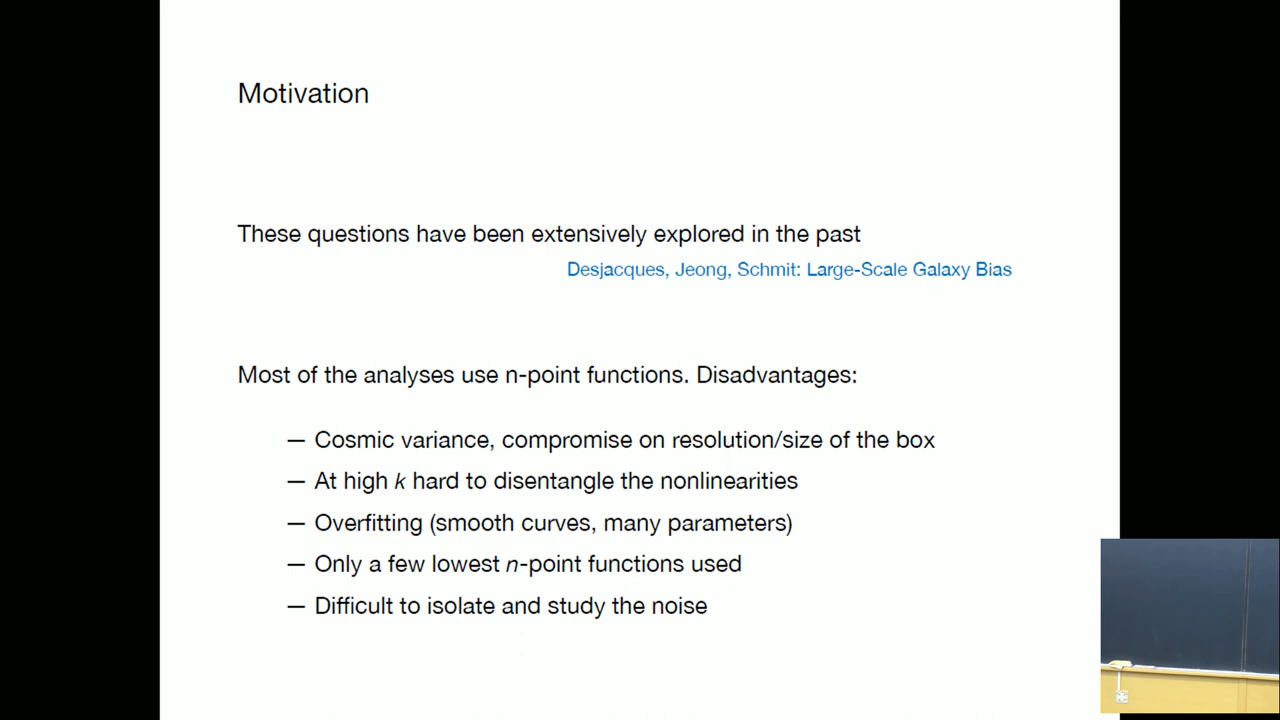 Motivation
These questions have been extensively explored in the past
Desjacques, Jeong, Schmit: Large-Scale Galaxy Bias
Most of the analyses use n-point functions. Disadvantages:
— Cosmic variance, compromise on resolution/size of the box
— At high k hard to disentangle the nonlinearities
— Overfitting (smooth curves, many parameters)
— Only a few lowest n-point functions used
— Difficult to isolate and study the noise